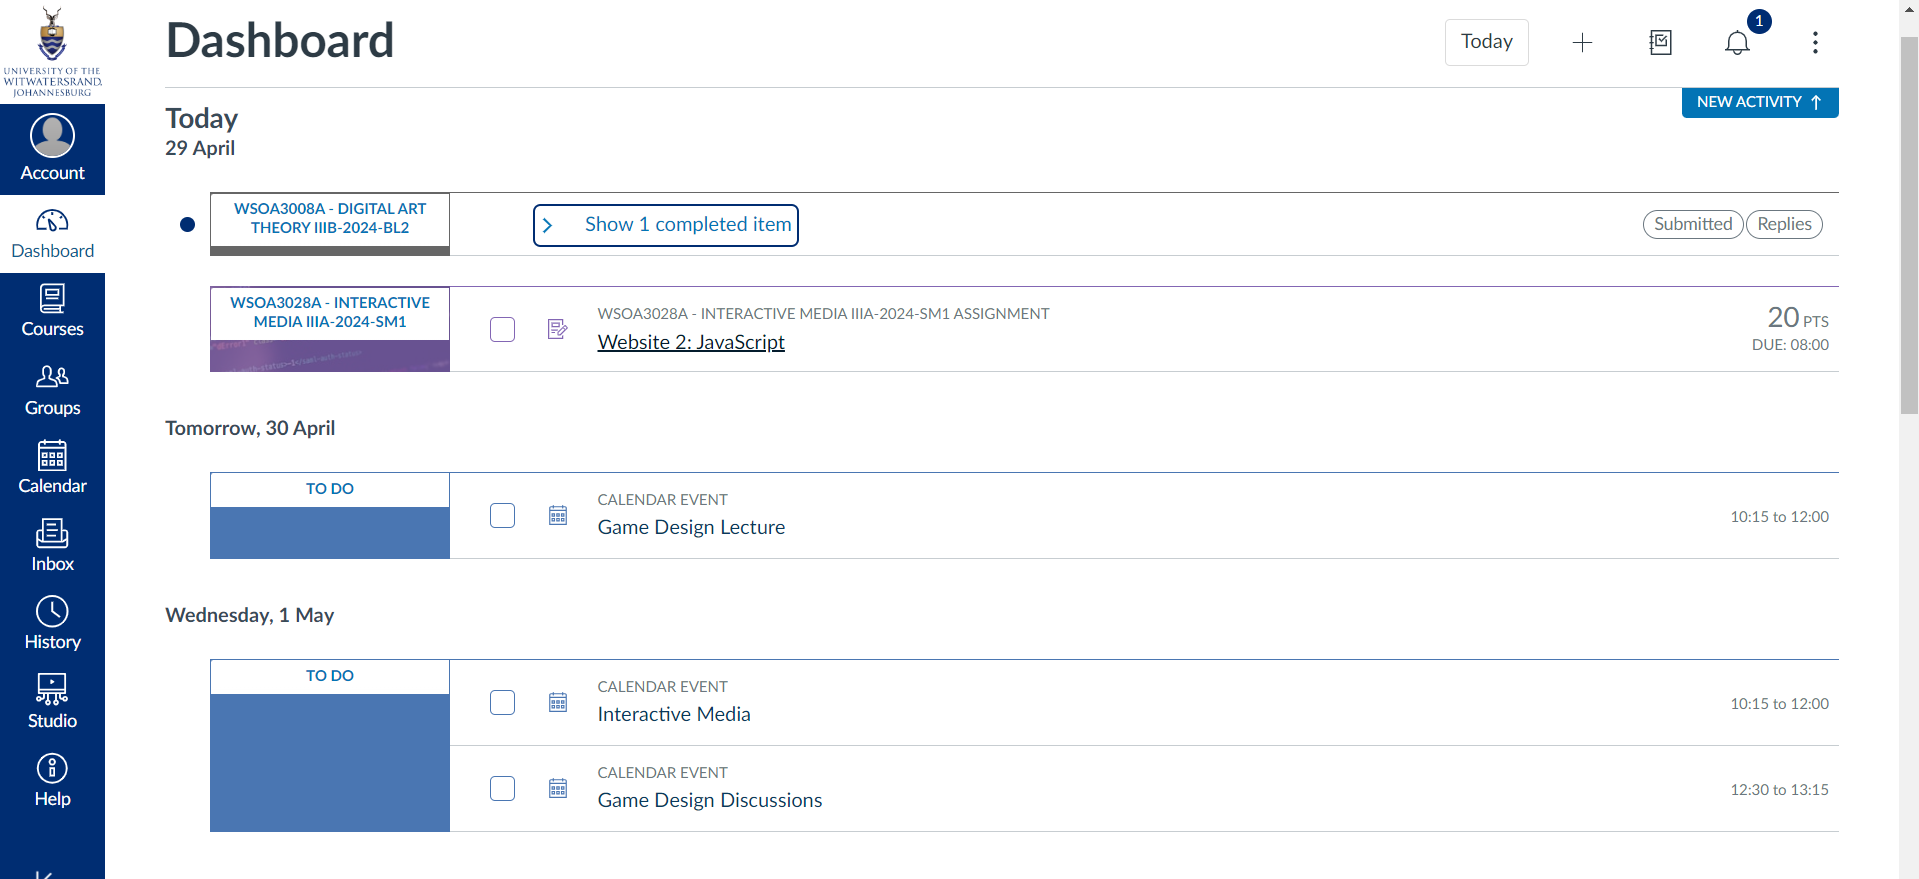 UNIVERSITY OF THE
WITWATERSRAND,
JOHANNESBURG
Account
Dashboard
Courses
Groups
Calendar
Inbox
History
Studio
Help
Dashboard
Today
1
NEW ACTIVITY
Today
29 April
WSOA3008A - DIGITAL ART
THEORY IIIB-2024-BL2
Show 1 completed item
Submitted
Replies
WSOA3028A - INTERACTIVE
MEDIA IIIA-2024-SM1
WSOA3028A - INTERACTIVE MEDIA IIIA-2024-SM1 ASSIGNMENT
Website 2: JavaScript
20 PTS
DUE: 08:00
Tomorrow, 30 April
TO DO
CALENDAR EVENT
Game Design Lecture
10:15 to 12:00
Wednesday, 1 May
TO DO
CALENDAR EVENT
Interactive Media
10:15 to 12:00
CALENDAR EVENT
Game Design Discussions
12:30 to 13:15